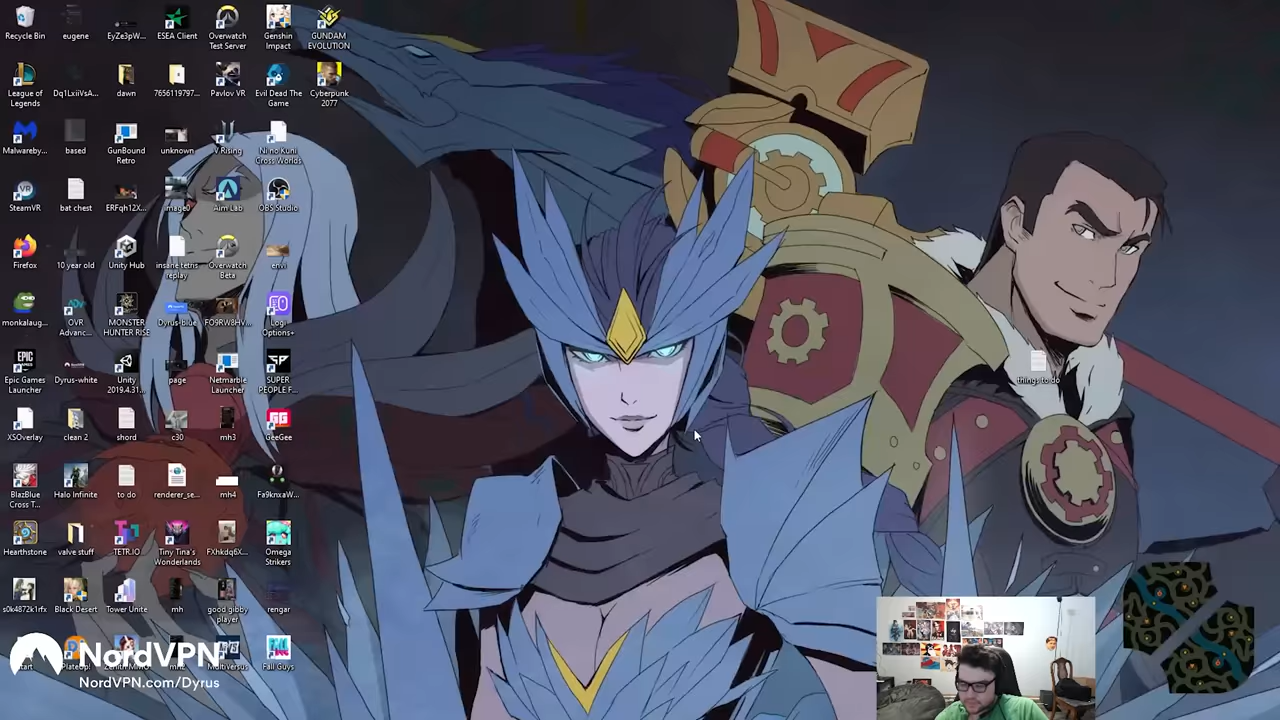 Recycle Bin
eugene
EyZe3pW...
ESEA Client
Overwatch
Test Server
Genshin
Impact
GUNDAM
EVOLUTION
League of
Legends
Dq1LxiiVsA...
dawn
7656119797...
Pavlov VR
Evil Dead The
Game
Cyberpunk
2077
Malwareby...
based
GunBound
Retro
unknown
V Rising
Ni no Kuni
Cross Worlds
SteamVR
bat chest
ERFqh12X...
image0
Aim Lab
OBS Studio
Firefox
10 year old
Unity Hub
insane tetris
replay
Overwatch
Beta
envi
monkalaug...
OVR
Advanc...
MONSTER
HUNTER RISE
Dyrus-blue
FO9RW8HV...
Logi
Options+
Epic Games
Launcher
Dyrus-white
Unity
2019.4.31...
page
Netmarble
Launcher
SUPER
PEOPLE F...
things to do
XSOverlay
clean 2
shord
c30
mh3
GeeGee
BlazBlue
Cross T...
Halo Infinite
to do
renderer_se...
mh4
Fa9knxaW...
Hearthstone
valve stuff
TETR.IO
Tiny Tina's
Wonderlands
FXhkdq6X...
Omega
Strikers
s0k4872k1rfx
Black Desert
Tower Unite
mh
good gibby
player
rengar
MultiVersus
Fall Guys
NordVPN
NordVPN.com/Dyrus